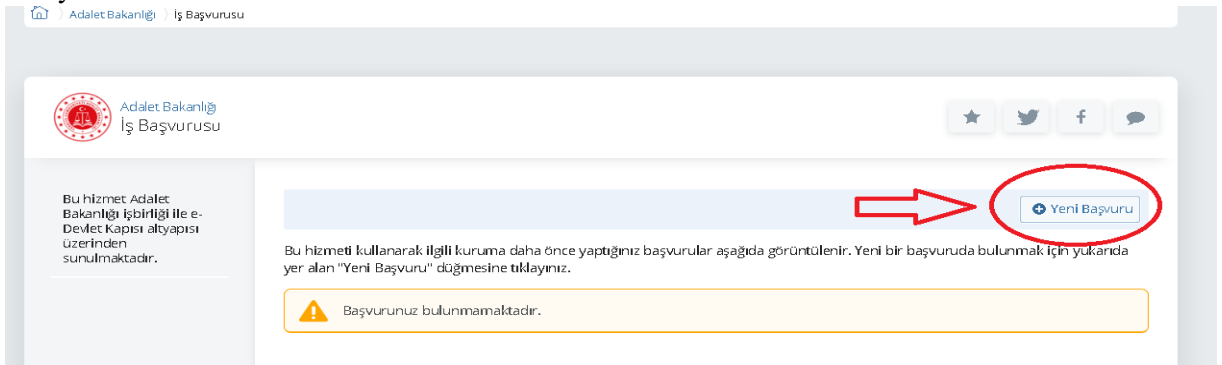 Adalet Bakanlığı
İş Başvurusu
Adalet Bakanlığı
İş Başvurusu
Bu hizmet Adalet
Bakanlığı işbirliği ile e-
Devlet Kapısı altyapısı
üzerinden
sunulmaktadır.
Yeni Başvuru
Bu hizmeti kullanarak ilgili kuruma daha önce yaptığınız başvurular aşağıda görüntülenir. Yeni bir başvuruda bulunmak için yukarıda
yer alan "Yeni Başvuru" düğmesine tıklayınız.
Başvurunuz bulunmamaktadır.